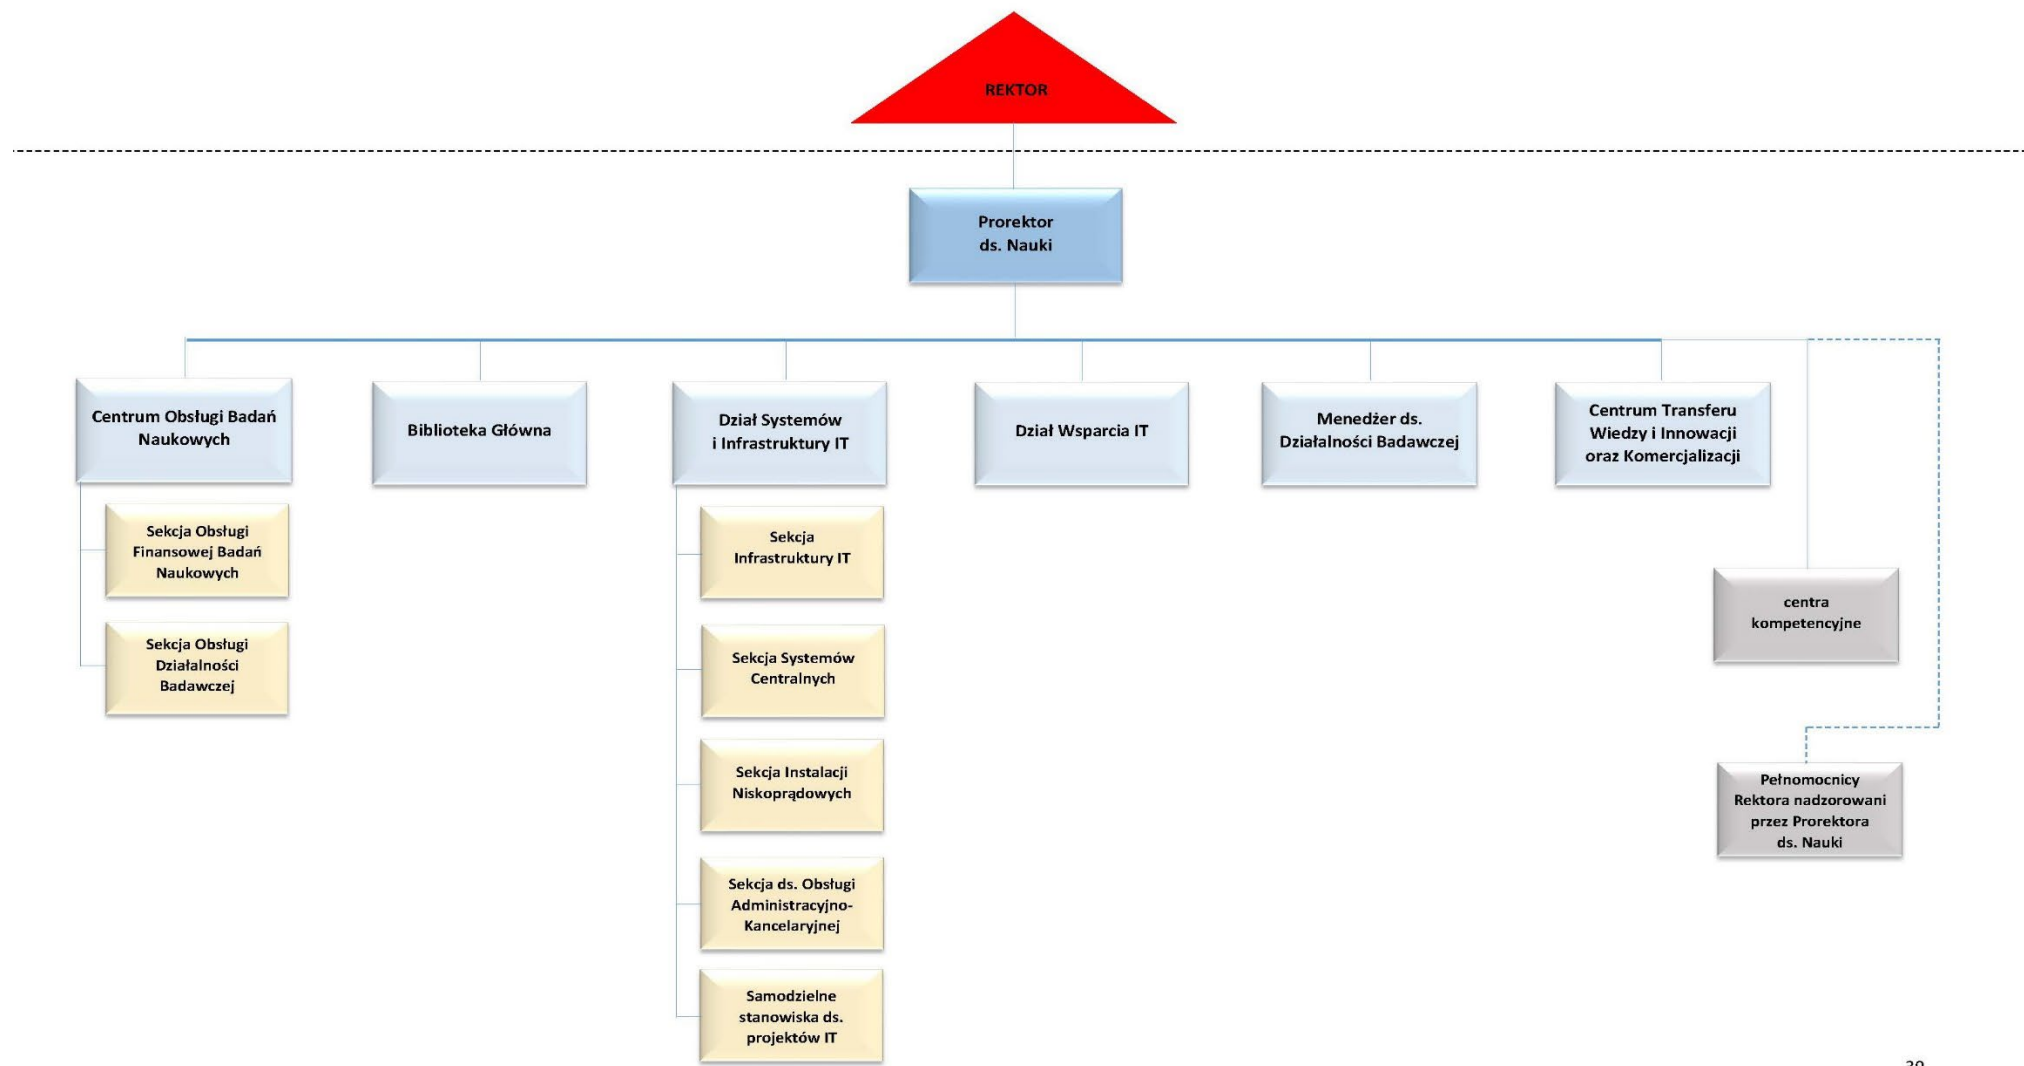 REKTOR
Prorektor
ds. Nauki
Centrum Obsługi Badań
Naukowych
Biblioteka Główna
Dział Systemów
i Infrastruktury IT
Dział Wsparcia IT
Menedżer ds.
Działalności Badawczej
Centrum Transferu
Wiedzy i Innowacji
oraz Komercjalizacji
Sekcja Obsługi
Finansowej Badań
Naukowych
Sekcja Obsługi
Działalności
Badawczej
Sekcja
Infrastruktury IT
Sekcja Systemów
Centralnych
Sekcja Instalacji
Niskoprądowych
Sekcja ds. Obsługi
Administracyjno-
Kancelaryjnej
Samodzielne
stanowiska ds.
projektów IT
centra
kompetencyjne
Pełnomocnicy
Rektora nadzorowani
przez Prorektora
ds. Nauki